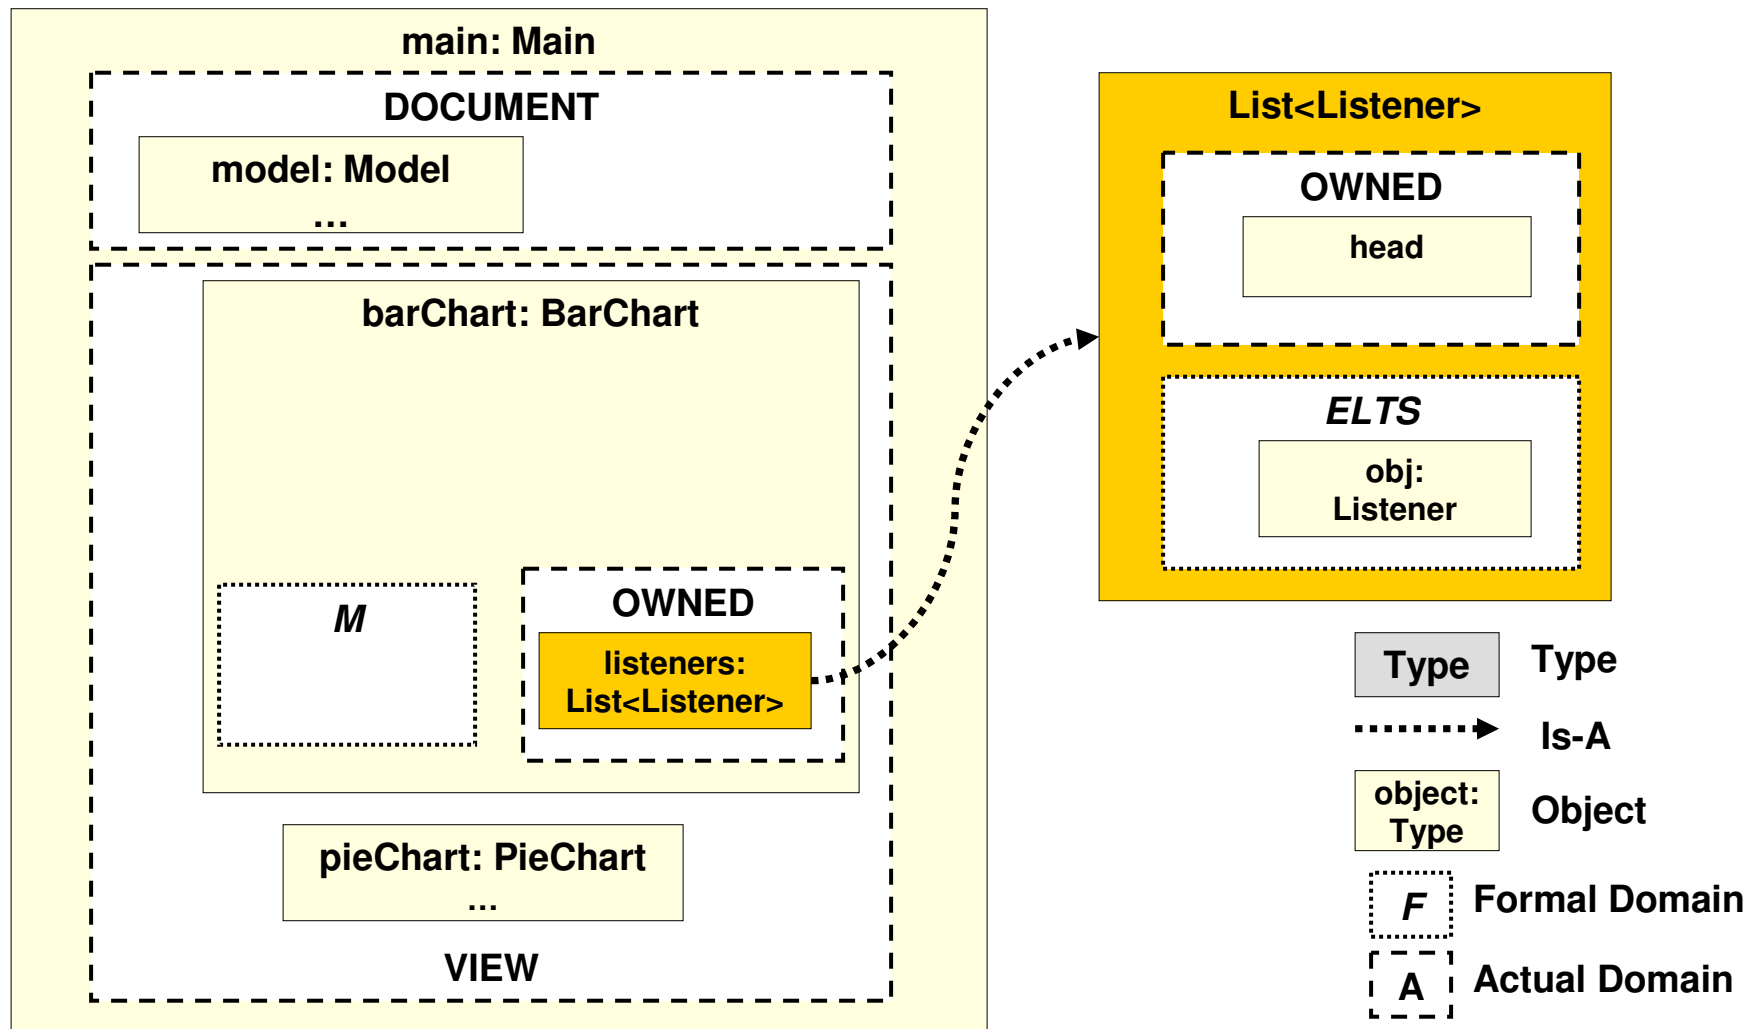 main: Main
DOCUMENT
model: Model
...
barChart: BarChart
M
OWNED
listeners:
List<Listener>
pieChart: PieChart
...
VIEW
List<Listener>
OWNED
head
ELTS
obj:
Listener
Type
Type
Is-A
object:
Type
Object
F
Formal Domain
A
Actual Domain